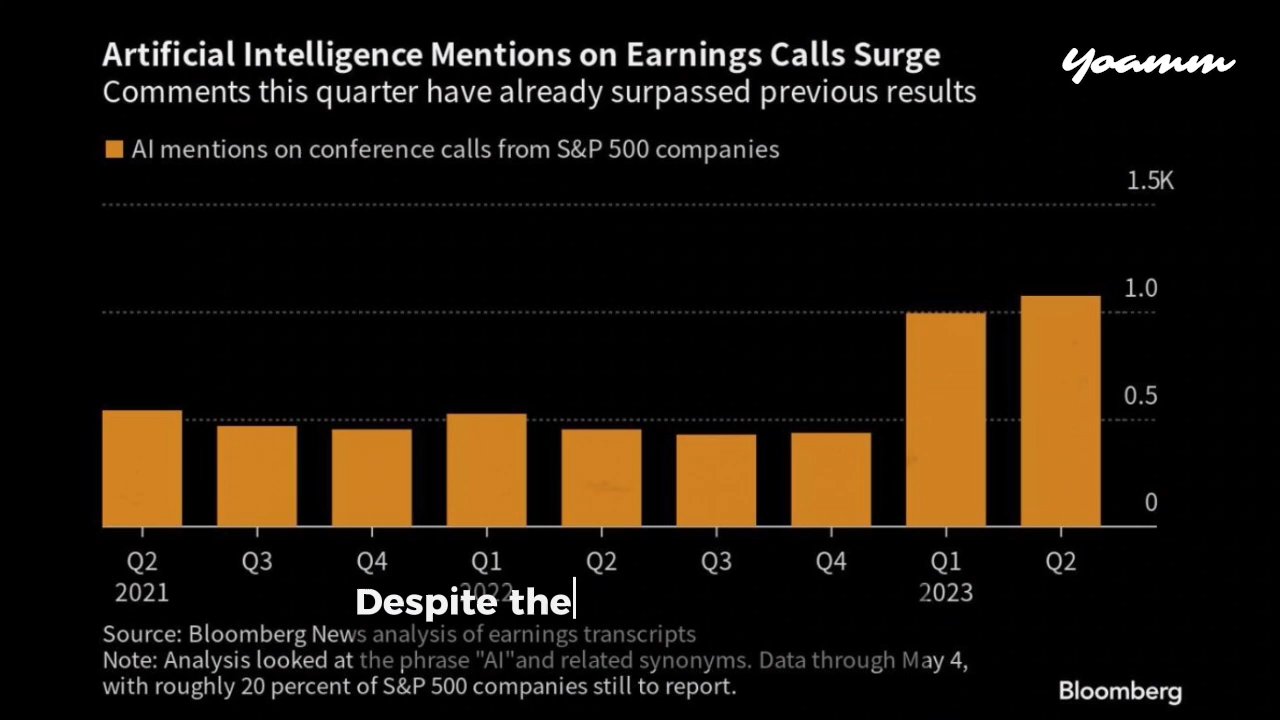 Artificial Intelligence Mentions on Earnings Calls Surge
yoamm
Comments this quarter have already surpassed previous results
AI mentions on conference calls from S&P 500 companies
1.5K
1.0
0.5
0
Q2 Q3 Q4 Q1 Q2 Q3 Q4 Q1 Q2
2021 2022 2023
Despite the
Source: Bloomberg News analysis of earnings transcripts
Note: Analysis looked at the phrase "AI"and related synonyms. Data through May 4,
with roughly 20 percent of S&P 500 companies still to report.
Bloomberg